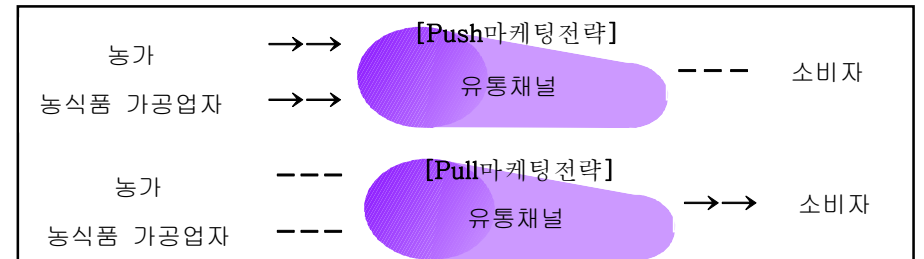 [Push마케팅전략]
농가 →→
유통채널 --- 소비자
농식품 가공업자 →→
[Pull마케팅전략]
농가 ---
유통채널 →→ 소비자
농식품 가공업자 ---